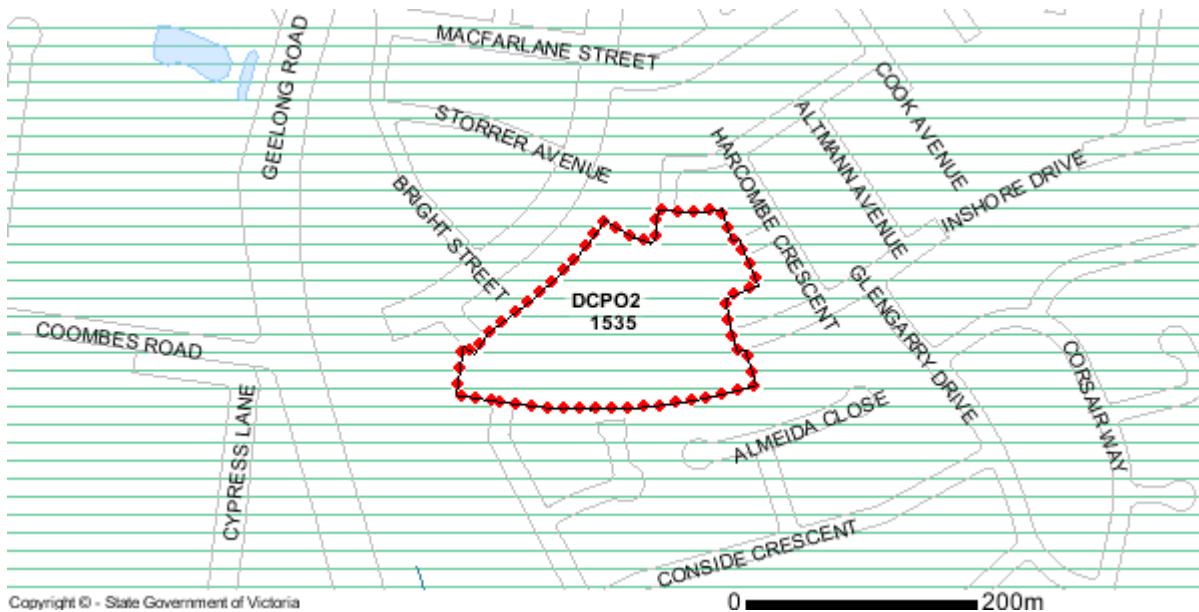 MACFARLANE STREET
GEELONG ROAD
COOK AVENUE
STORRER AVENUE
ALTMANN AVENUE
HARCOMBE CRESCENT
INSHORE DRIVE
BRIGHT STREET
GLENGARRY DRIVE
DCPO2
1535
COOMBES ROAD
CORSAIR WAY
CYPRESS LANE
ALMEIDA CLOSE
CONSIDE CRESCENT
Copyright © - State Government of Victoria
0 200m